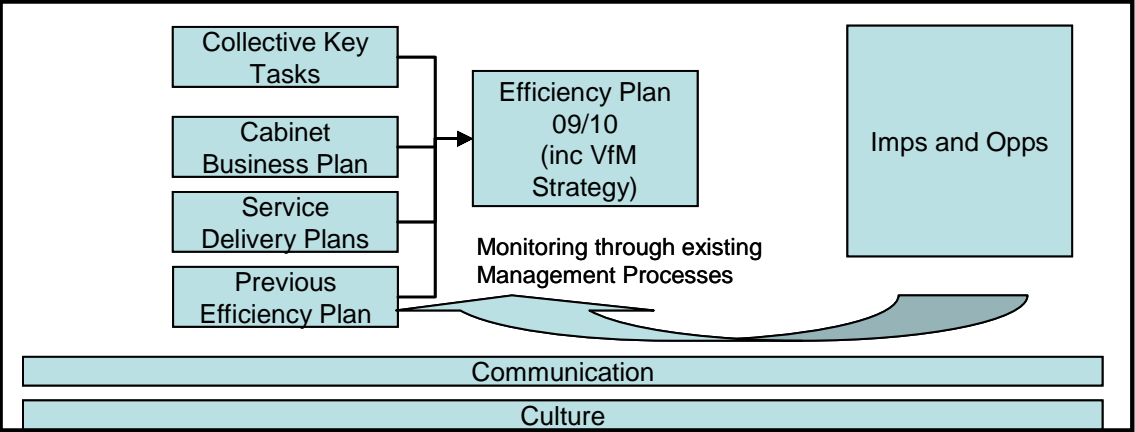 Collective Key
Tasks
Cabinet
Business Plan
Service
Delivery Plans
Previous
Efficiency Plan
Efficiency Plan
09/10
(inc VfM
Strategy)
Monitoring through existing
Management Processes
Imps and Opps
Communication
Culture